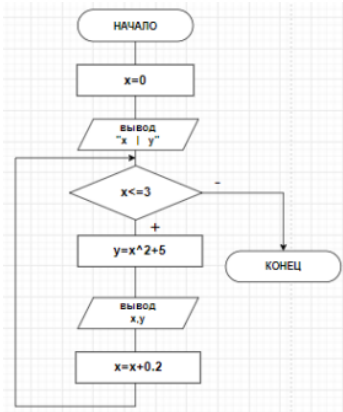 НАЧАЛО
x=0
вывод
"x | y"
x<=3
-
+
y=x^2+5
КОНЕЦ
вывод
x,y
x=x+0.2